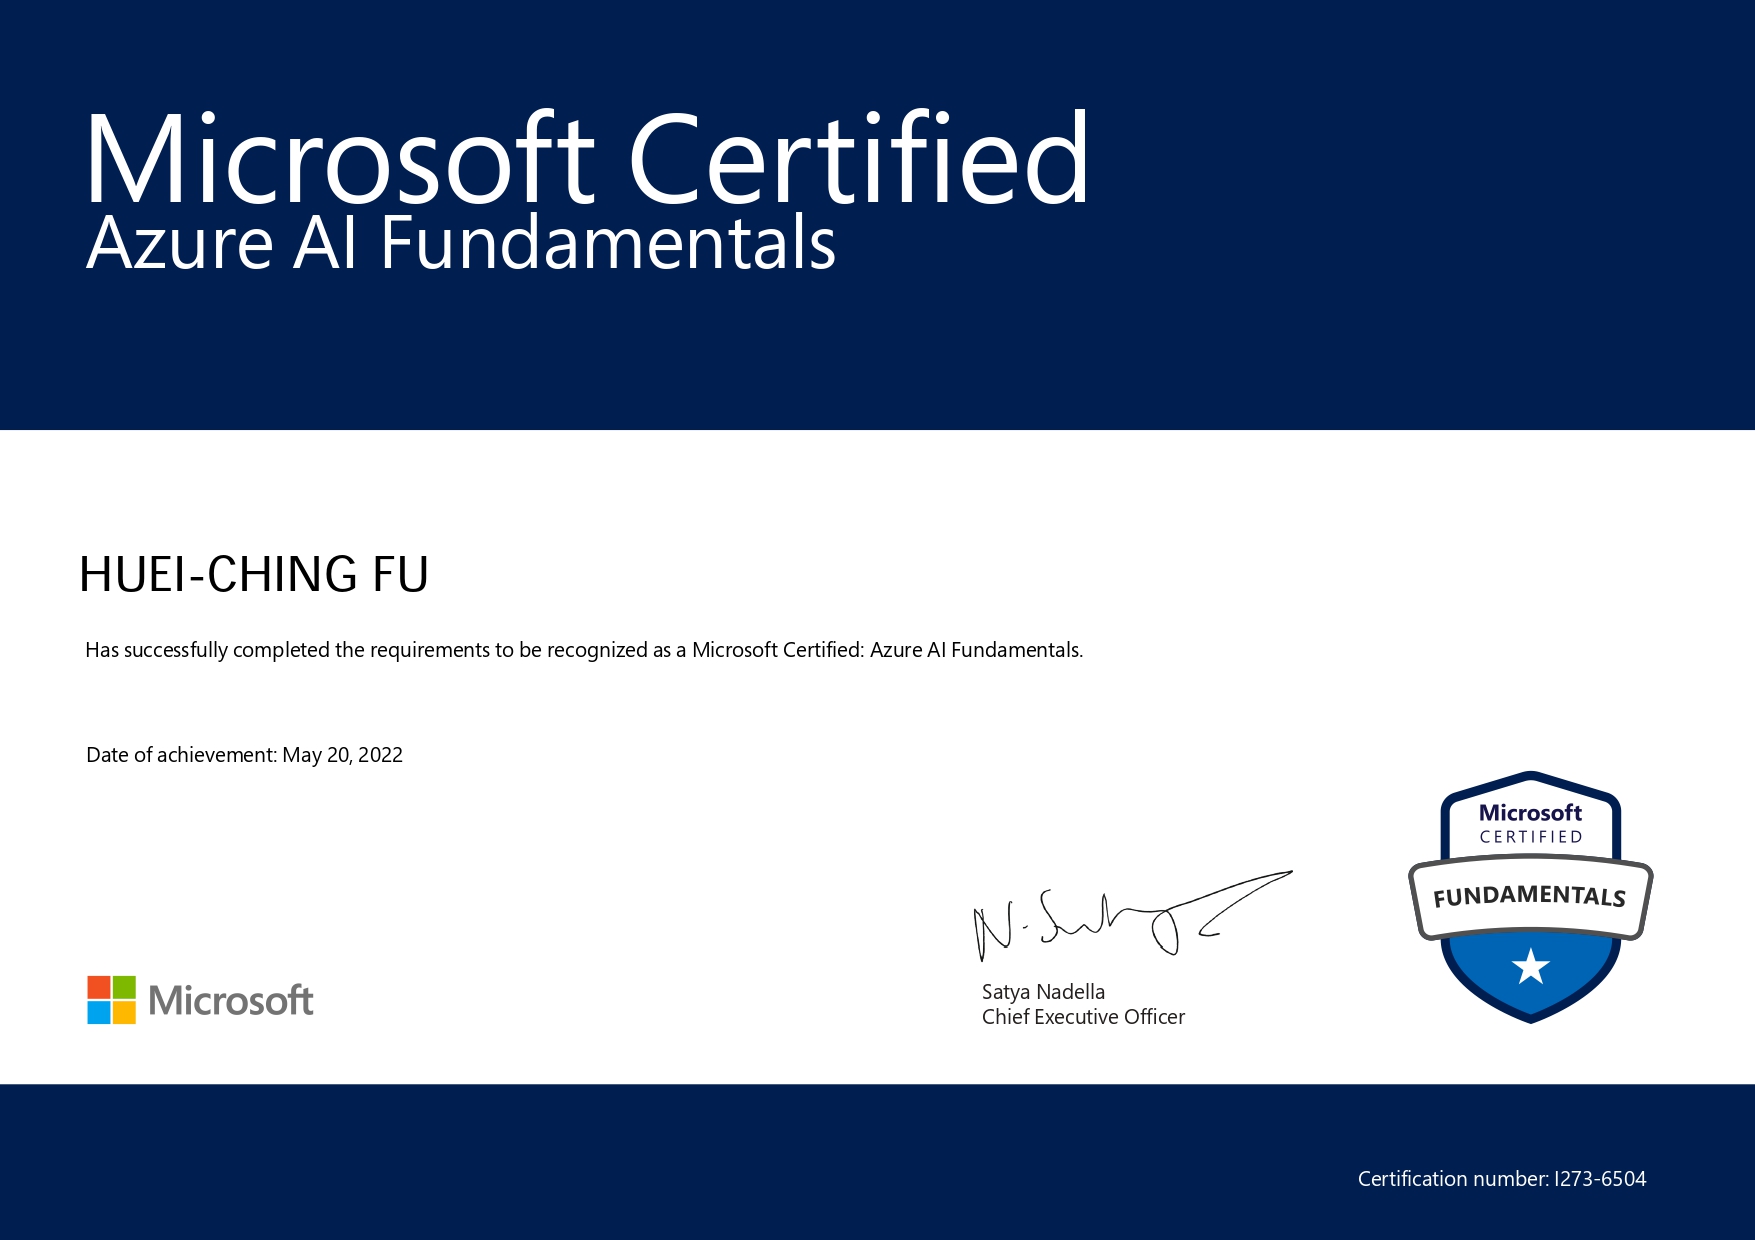 Microsoft Certified
Azure AI Fundamentals
HUEI-CHING FU
Has successfully completed the requirements to be recognized as a Microsoft Certified: Azure AI Fundamentals.
Date of achievement: May 20, 2022
Microsoft
CERTIFIED
FUNDAMENTALS
N. Satya
Satya Nadella
Chief Executive Officer
Microsoft
Certification number: I273-6504